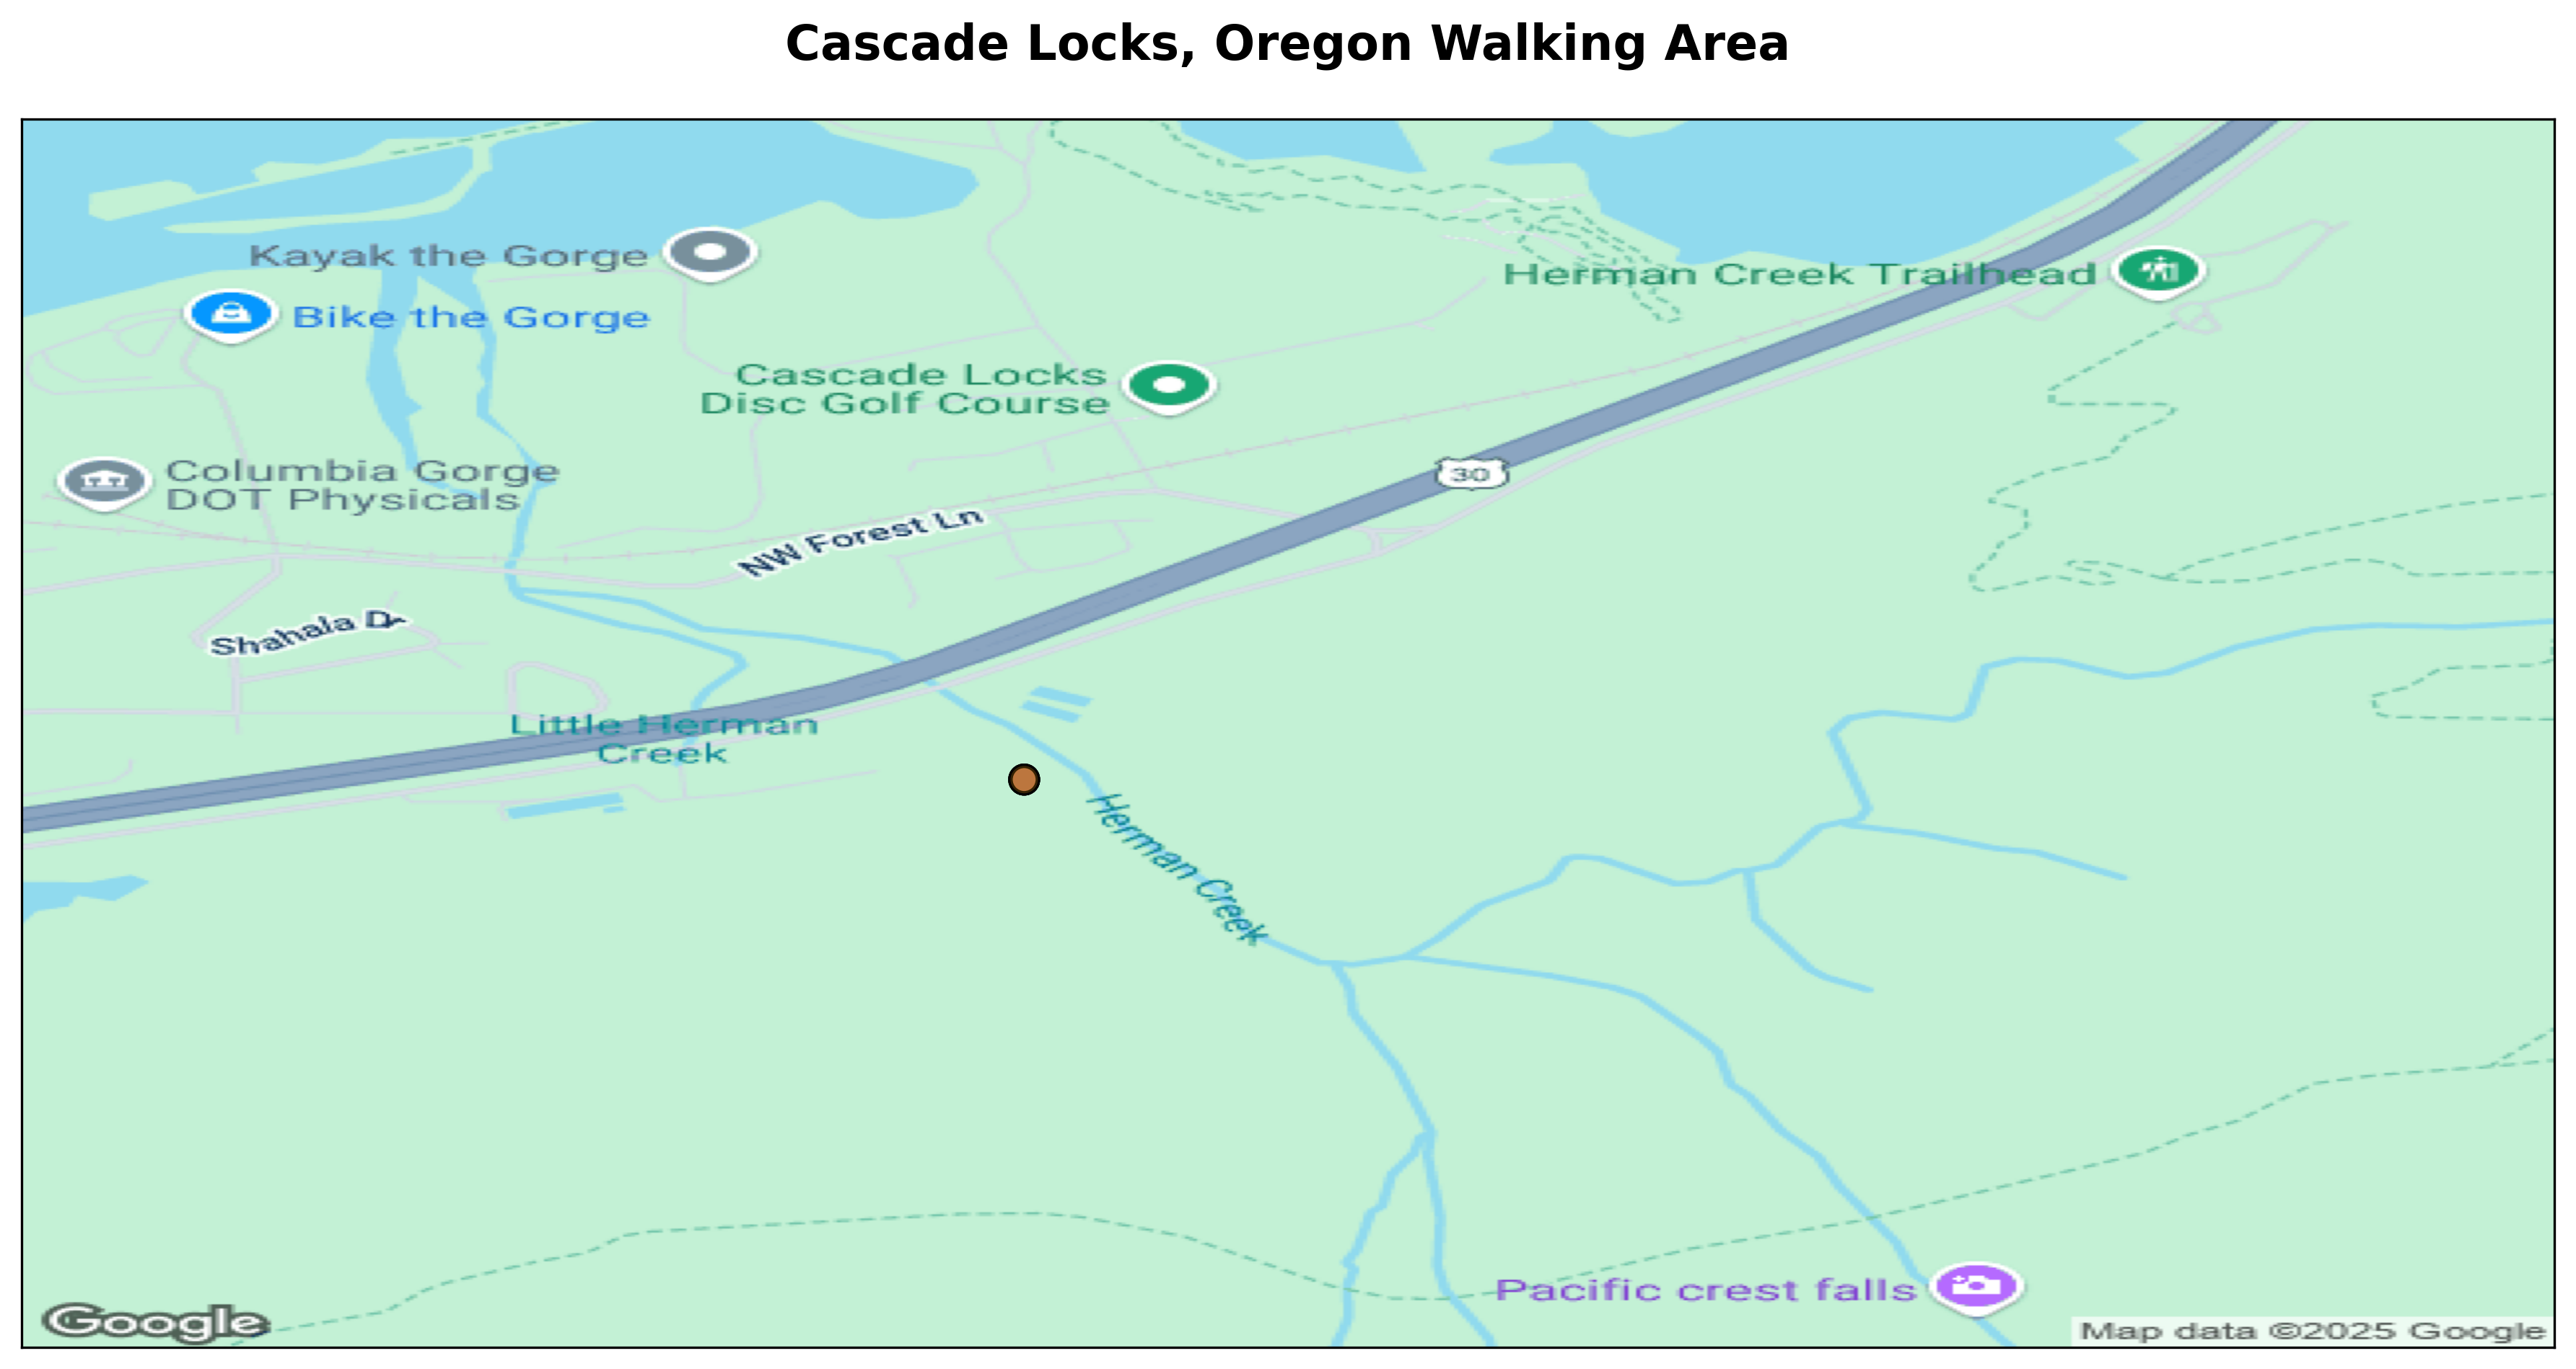 Cascade Locks, Oregon Walking Area
Kayak the Gorge
Herman Creek Trailhead
Bike the Gorge
Cascade Locks
Disc Golf Course
Columbia Gorge
DOT Physicals
30
NW Forest Ln
Shahala Dr
Little Herman
Creek
Herman Creek
Pacific crest falls
Google
Map data ©2025 Google